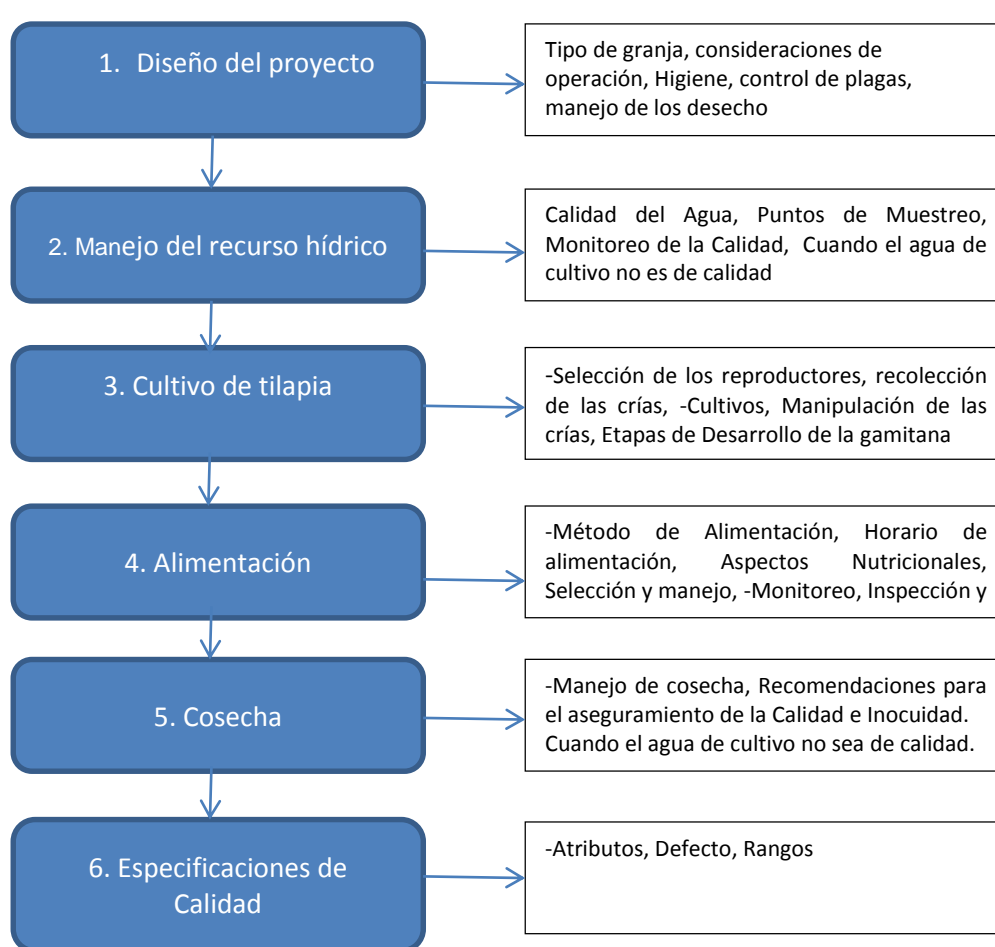 1. Diseño del proyecto
Tipo de granja, consideraciones de
operación, Higiene, control de plagas,
manejo de los desecho
2. Manejo del recurso hídrico
Calidad del Agua, Puntos de Muestreo,
Monitoreo de la Calidad, Cuando el agua de
cultivo no es de calidad
3. Cultivo de tilapia
-Selección de los reproductores, recolección
de las crías, -Cultivos, Manipulación de las
crías, Etapas de Desarrollo de la gamitana
4. Alimentación
-Método de Alimentación, Horario de
alimentación, Aspectos Nutricionales,
Selección y manejo, -Monitoreo, Inspección y
5. Cosecha
-Manejo de cosecha, Recomendaciones para
el aseguramiento de la Calidad e Inocuidad.
Cuando el agua de cultivo no sea de calidad.
6. Especificaciones de
Calidad
-Atributos, Defecto, Rangos